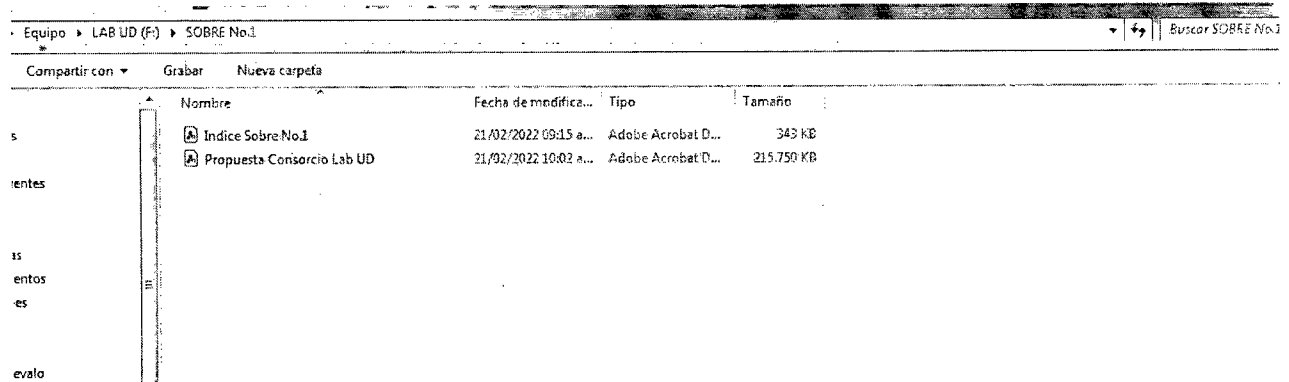 Equipo ▸ LAB UD (F:) ▸ SOBRE No.1 Buscar SOBRE No.1
Compartir con Grabar Nueva carpeta
Nombre Fecha de modifica... Tipo Tamaño
Indice Sobre No.1 21/02/2022 09:15 a... Adobe Acrobat D... 343 KB
s
Propuesta Consorcio Lab UD 21/02/2022 10:02 a... Adobe Acrobat D... 215.750 KB
entes
as
entos
es
evalo